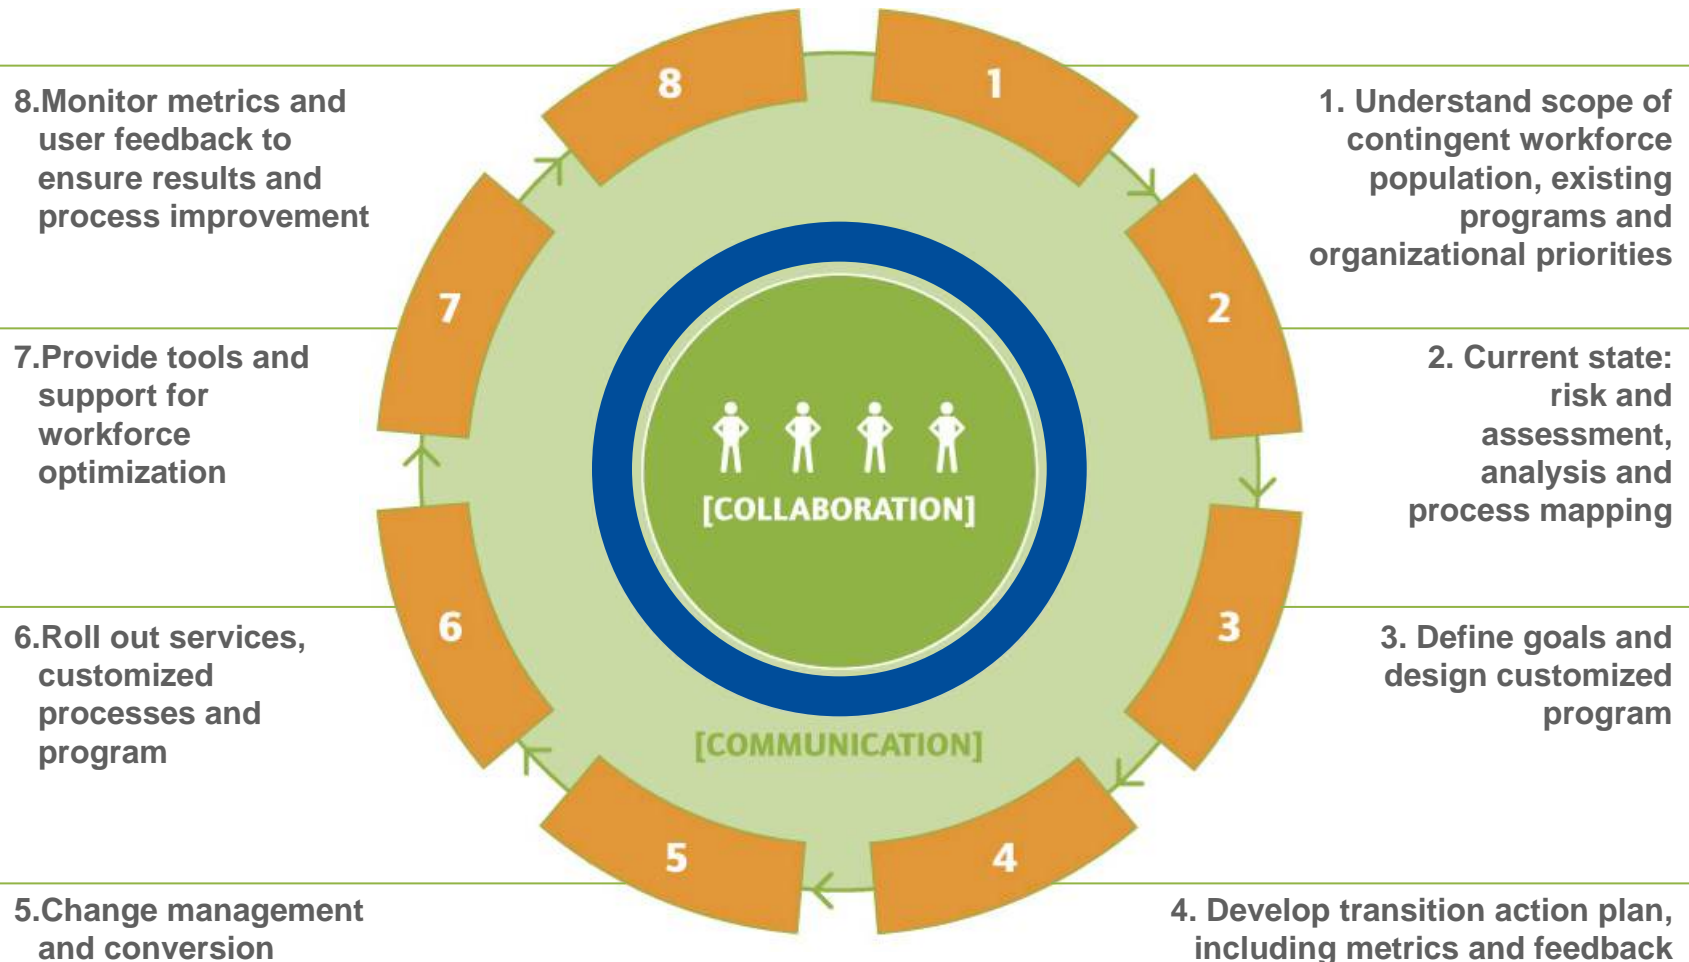 8
1
8.Monitor metrics and
user feedback to
ensure results and
process improvement
1. Understand scope of
contingent workforce
population, existing
programs and
organizational priorities
7
2
7.Provide tools and
support for
workforce
optimization
2. Current state:
risk and
assessment,
analysis and
process mapping
[COLLABORATION]
6
3
6.Roll out services,
customized
processes and
program
3. Define goals and
design customized
program
[COMMUNICATION]
5
4
5.Change management
and conversion
4. Develop transition action plan,
including metrics and feedback